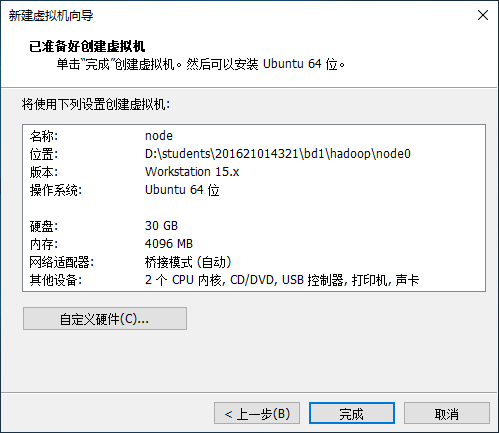 新建虚拟机向导
已准备好创建虚拟机
单击“完成”创建虚拟机。然后可以安装 Ubuntu 64 位。
将使用下列设置创建虚拟机:
名称: node
位置: D:\students\201621014321\bd1\hadoop\node0
版本: Workstation 15.x
操作系统: Ubuntu 64 位
硬盘: 30 GB
内存: 4096 MB
网络适配器: 桥接模式 (自动)
其他设备: 2 个 CPU 内核, CD/DVD, USB 控制器, 打印机, 声卡
自定义硬件(C)...
< 上一步(B) 完成 取消